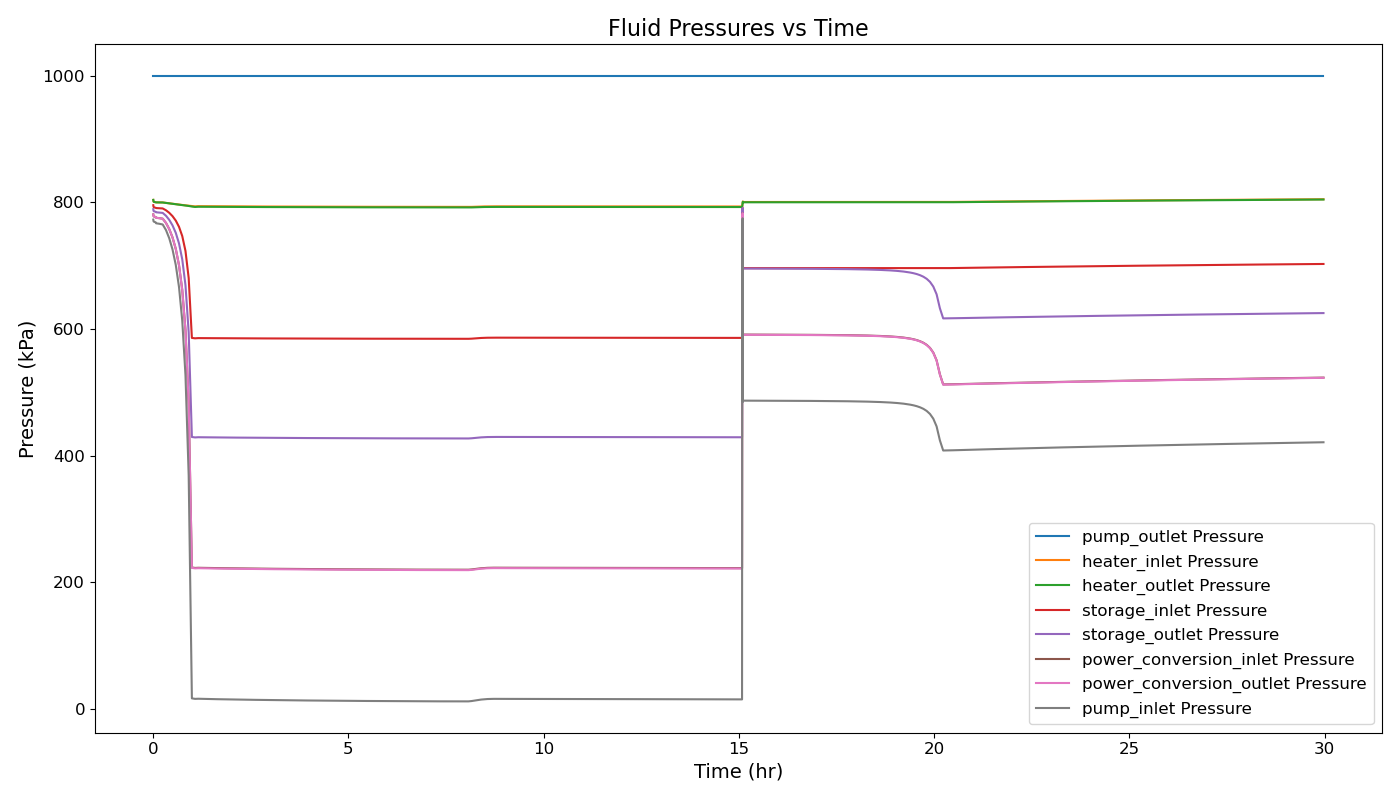 Fluid Pressures vs Time
Pressure (kPa)
1000
800
600
400
200
0
0 5 10 15 20 25 30
Time (hr)
pump_outlet Pressure
heater_inlet Pressure
heater_outlet Pressure
storage_inlet Pressure
storage_outlet Pressure
power_conversion_inlet Pressure
power_conversion_outlet Pressure
pump_inlet Pressure